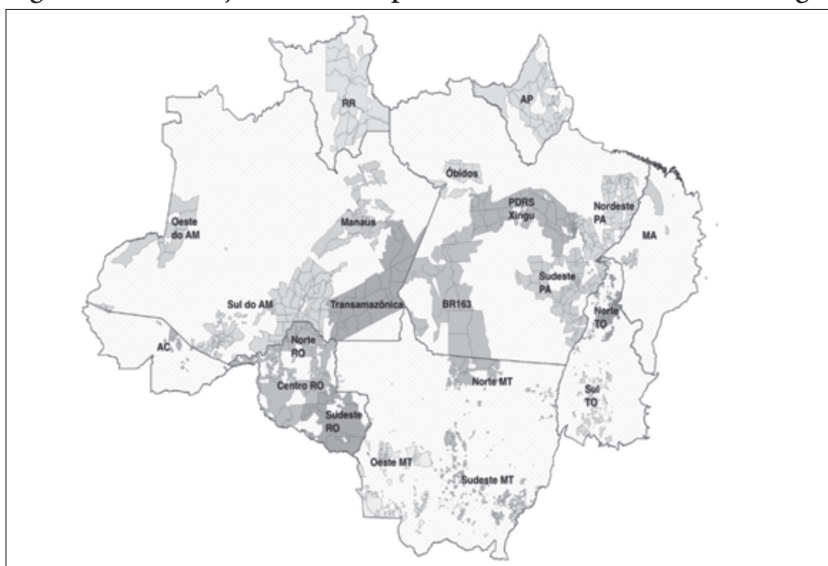 RR
AP
Óbidos
PDRS
Xingu
Nordeste
PA
Oeste
do AM
Manaus
MA
Sudeste
PA
Sul do AM
Transamazônica
BR163
Norte
TO
AC
Norte
RO
Norte MT
Centro RO
Sul
TO
Sudeste
RO
Oeste MT
Sudeste MT